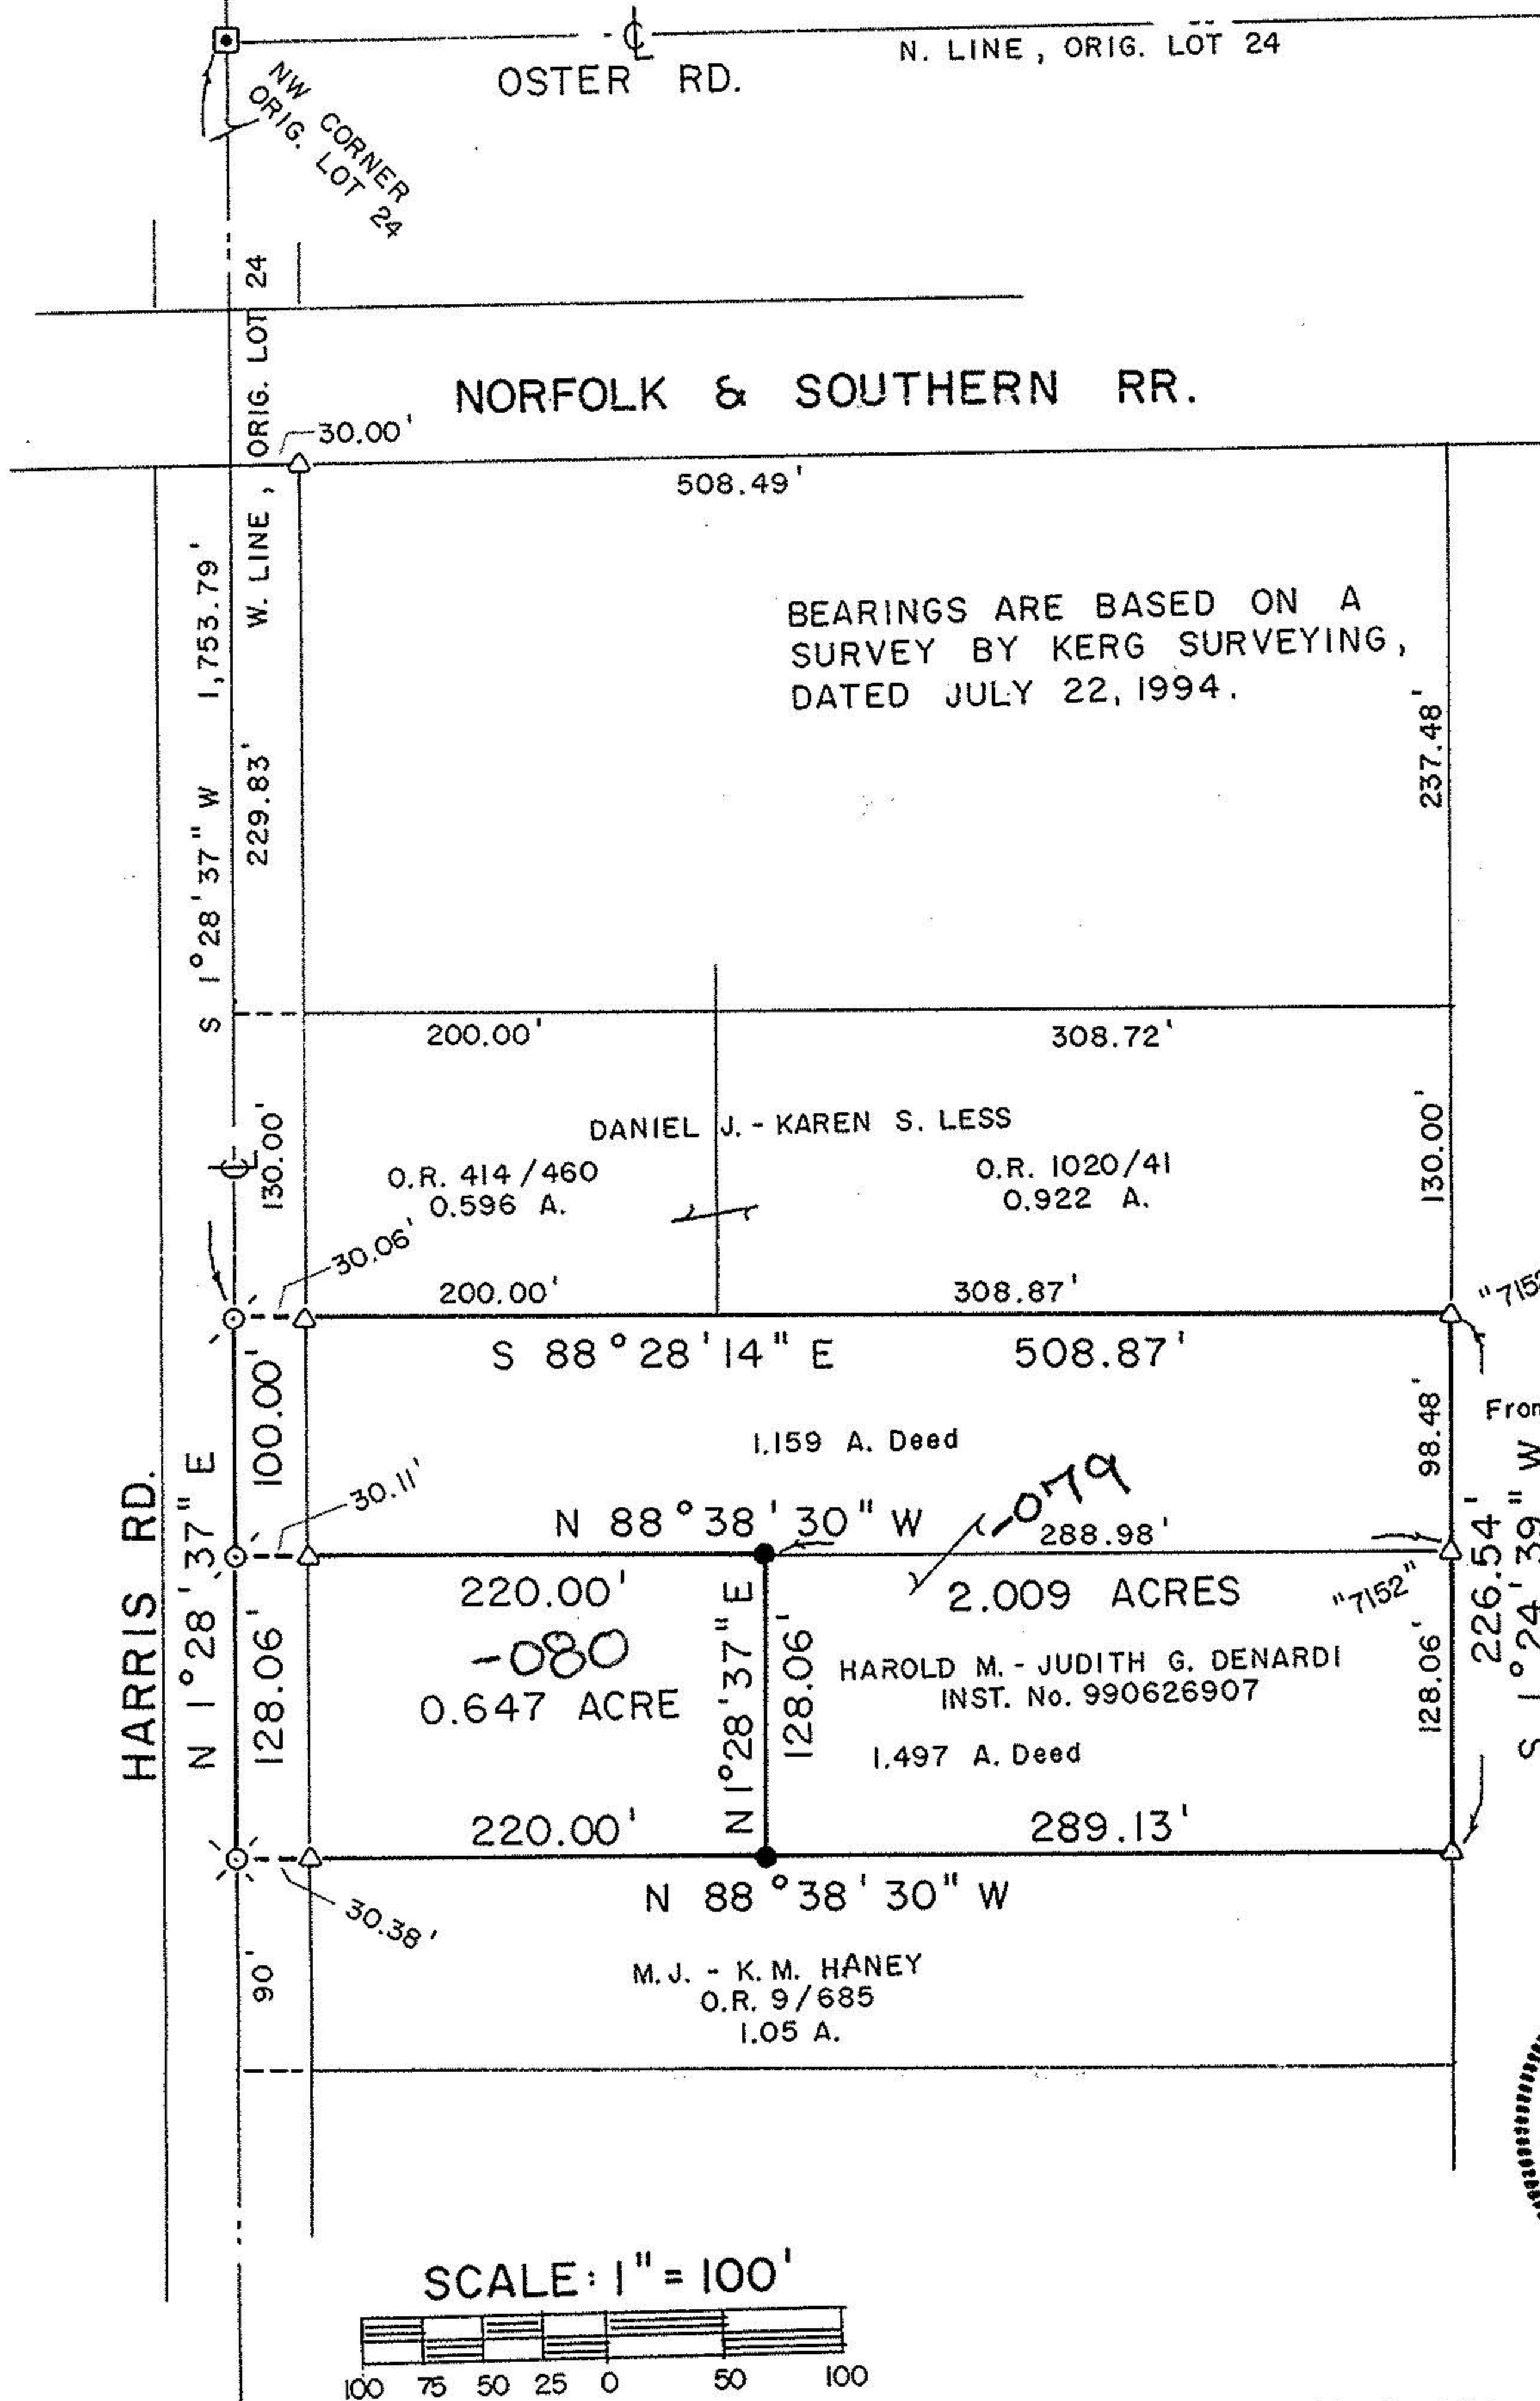 ℄
N. LINE, ORIG. LOT 24
OSTER RD.
NW CORNER
ORIG. LOT 24
W. LINE, ORIG. LOT 24
NORFOLK & SOUTHERN RR.
30.00'
508.49'
S 1°28'37" W 1,753.79'
229.83'
BEARINGS ARE BASED ON A
SURVEY BY KERG SURVEYING,
DATED JULY 22, 1994.
237.48'
200.00'
308.72'
℄
130.00'
DANIEL J. - KAREN S. LESS
O.R. 414/460
0.596 A.
O.R. 1020/41
0.922 A.
130.00'
30.06'
200.00'
308.87'
S 88°28'14" E 508.87'
100.00'
1.159 A. Deed
98.48'
30.11'
N 88°38'30" W
-079
288.98'
HARRIS RD.
N 1°28'37" E
128.06'
220.00'
-080
0.647 ACRE
N 1°28'37" E
128.06'
2.009 ACRES
"7152"
HAROLD M. - JUDITH G. DENARDI
INST. No. 990626907
1.497 A. Deed
128.06'
226.54'
S 1°24'39" W
220.00'
289.13'
N 88°38'30" W
30.38'
90'
M.J. - K.M. HANEY
O.R. 9/685
1.05 A.
SCALE: 1" = 100'
100 75 50 25 0 50 100